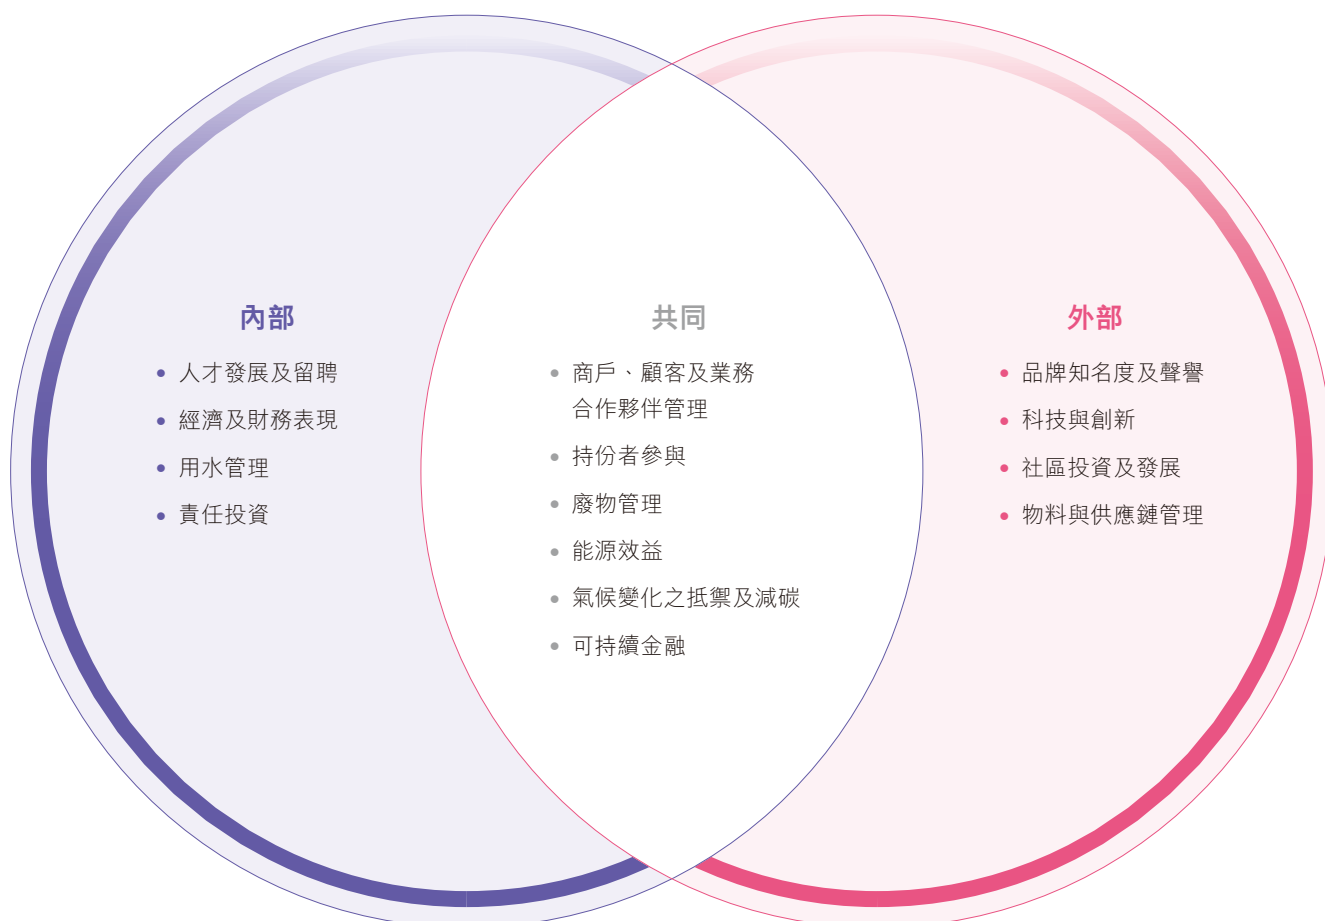 內部
• 人才發展及留聘
• 經濟及財務表現
• 用水管理
• 責任投資
共同
• 商戶、顧客及業務
合作夥伴管理
• 持份者參與
• 廢物管理
• 能源效益
• 氣候變化之抵禦及減碳
• 可持續金融
外部
• 品牌知名度及聲譽
• 科技與創新
• 社區投資及發展
• 物料與供應鏈管理